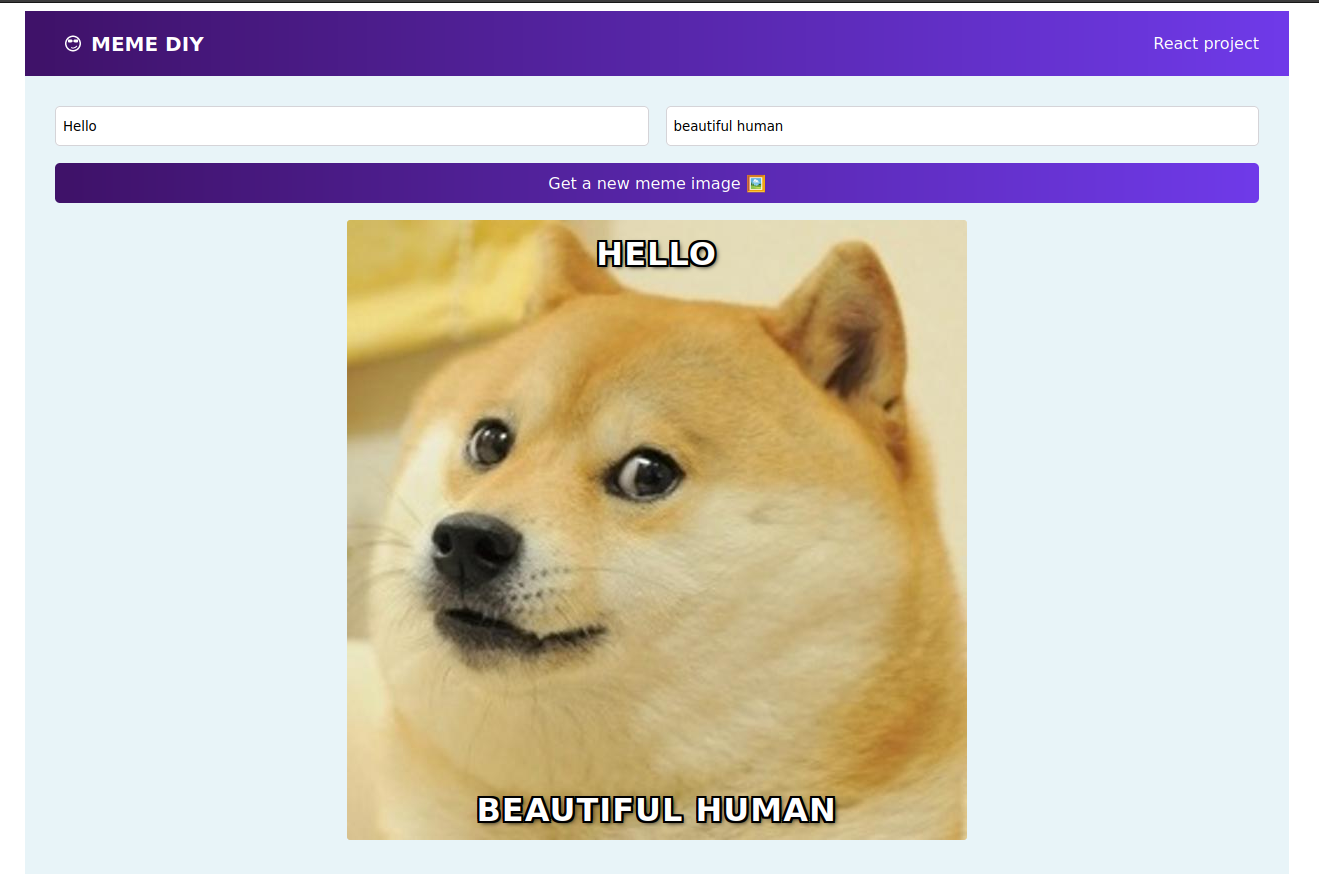 😎 MEME DIY
React project
Hello
beautiful human
Get a new meme image 🖼️
HELLO
BEAUTIFUL HUMAN